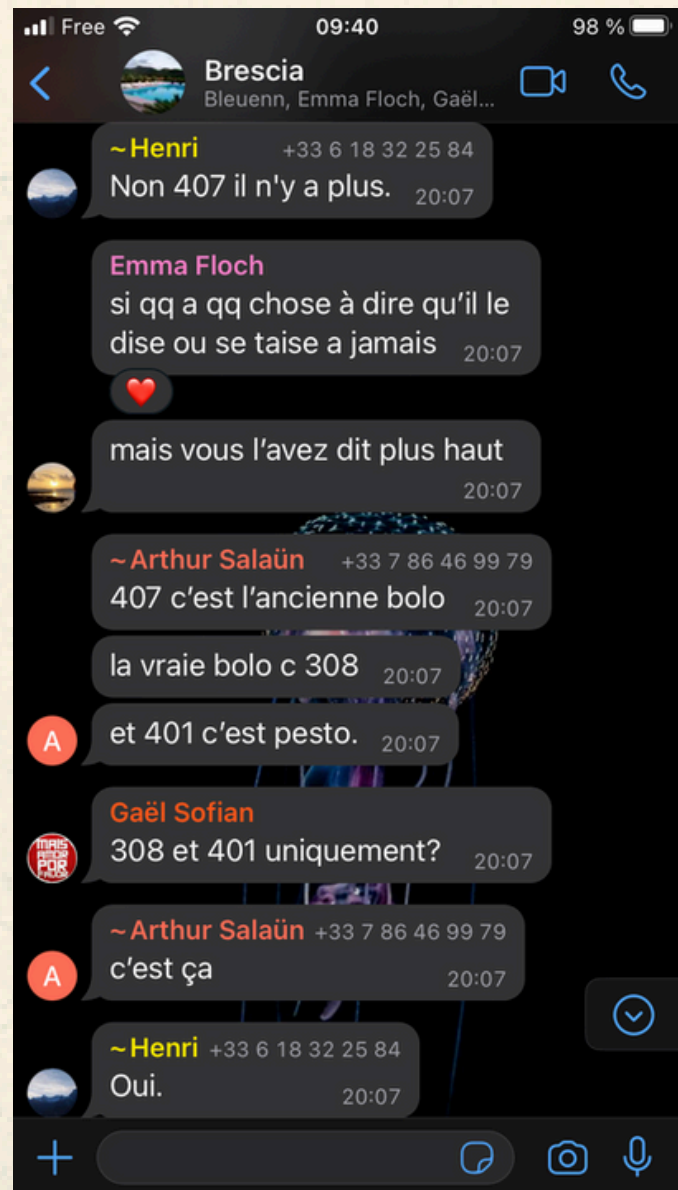 Free
09:40
98 %
Brescia
Bleuenn, Emma Floch, Gaël...
~Henri +33 6 18 32 25 84
Non 407 il n'y a plus. 20:07
Emma Floch
si qq a qq chose à dire qu'il le
dise ou se taise a jamais 20:07
mais vous l'avez dit plus haut
20:07
~Arthur Salaün +33 7 86 46 99 79
407 c'est l'ancienne bolo 20:07
la vraie bolo c 308 20:07
A
et 401 c'est pesto. 20:07
Gaël Sofian
MAIS
AMOR
POR
FAVOR
308 et 401 uniquement? 20:07
~Arthur Salaün +33 7 86 46 99 79
A
c'est ça 20:07
~Henri +33 6 18 32 25 84
Oui. 20:07